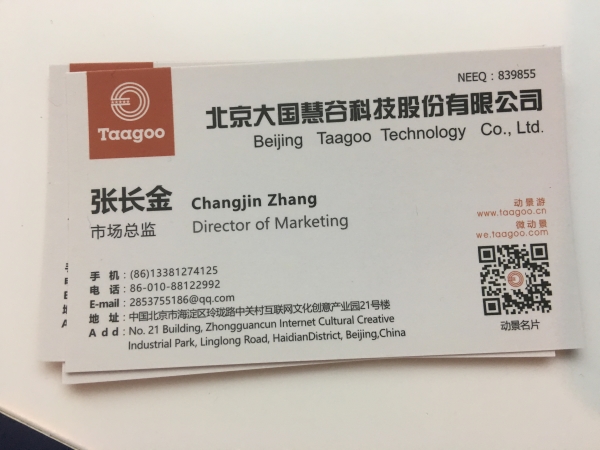 NEEQ：839855
Taagoo
北京大国慧谷科技股份有限公司
Beijing Taagoo Technology Co., Ltd.
张长金 Changjin Zhang
市场总监 Director of Marketing
动景游
www.taagoo.cn
微动景
we.taagoo.com
手 机：(86)13381274125
电 话：86-010-88122992
E-mail：2853755186@qq.com
地 址：中国北京市海淀区玲珑路中关村互联网文化创意产业园21号楼
A d d：No. 21 Building, Zhongguancun Internet Cultural Creative
Industrial Park, Linglong Road, HaidianDistrict, Beijing,China
动景名片